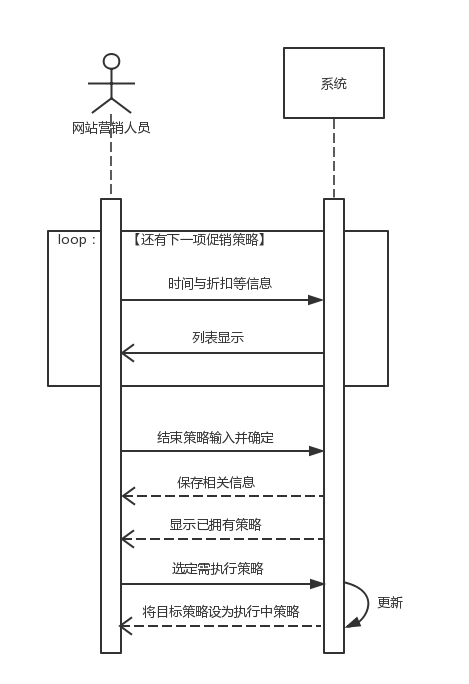 系统
网站营销人员
loop：
【还有下一项促销策略】
时间与折扣等信息
列表显示
结束策略输入并确定
保存相关信息
显示已拥有策略
选定需执行策略
更新
将目标策略设为执行中策略